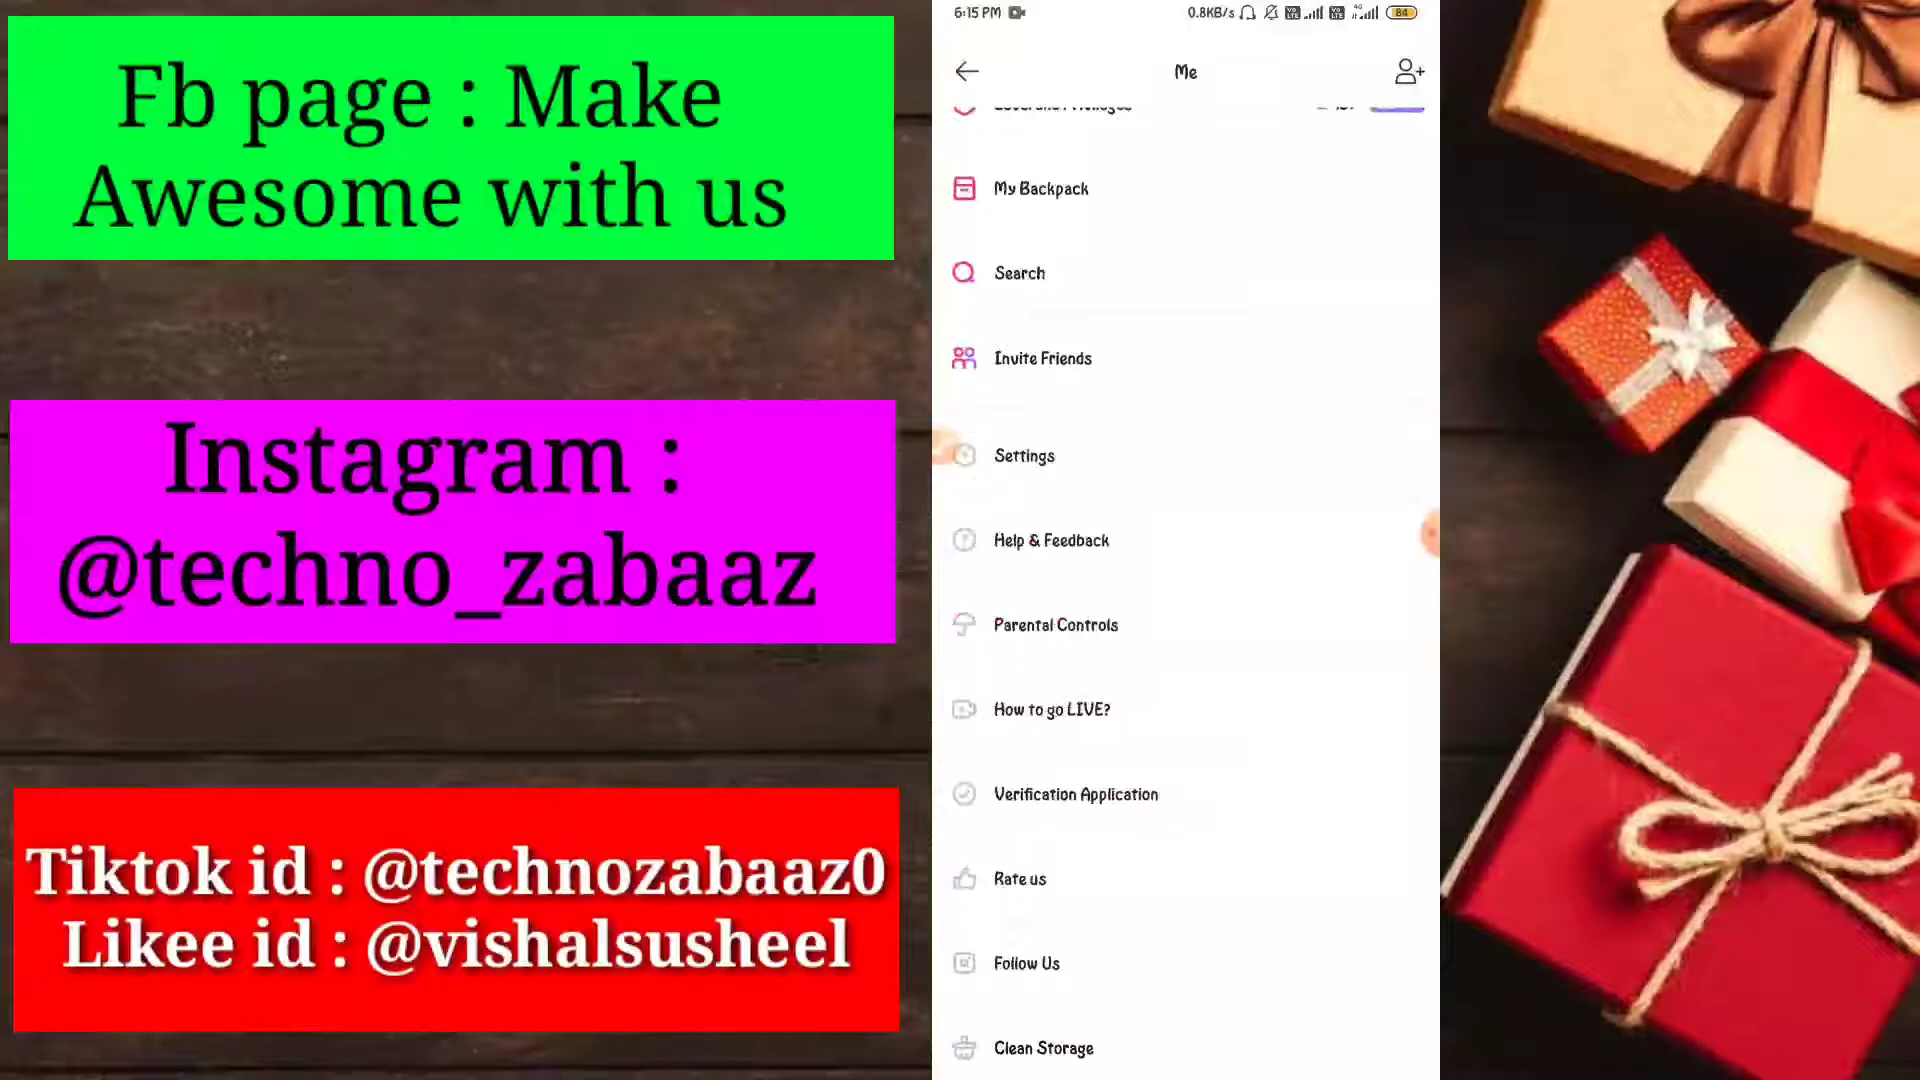 Fb page : Make
Awesome with us
Instagram :
@techno_zabaaz
Tiktok id : @technozabaaz0
Likee id : @vishalsusheel
6:15 PM
0.8KB/s
4G
84
Me
My Backpack
Search
Invite Friends
Settings
Help & Feedback
Parental Controls
How to go LIVE?
Verification Application
Rate us
Follow Us
Clean Storage